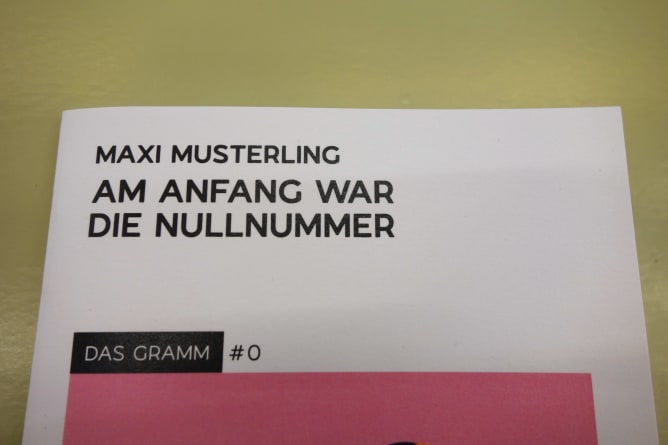 MAXI MUSTERLING
AM ANFANG WAR
DIE NULLNUMMER
DAS GRAMM #0